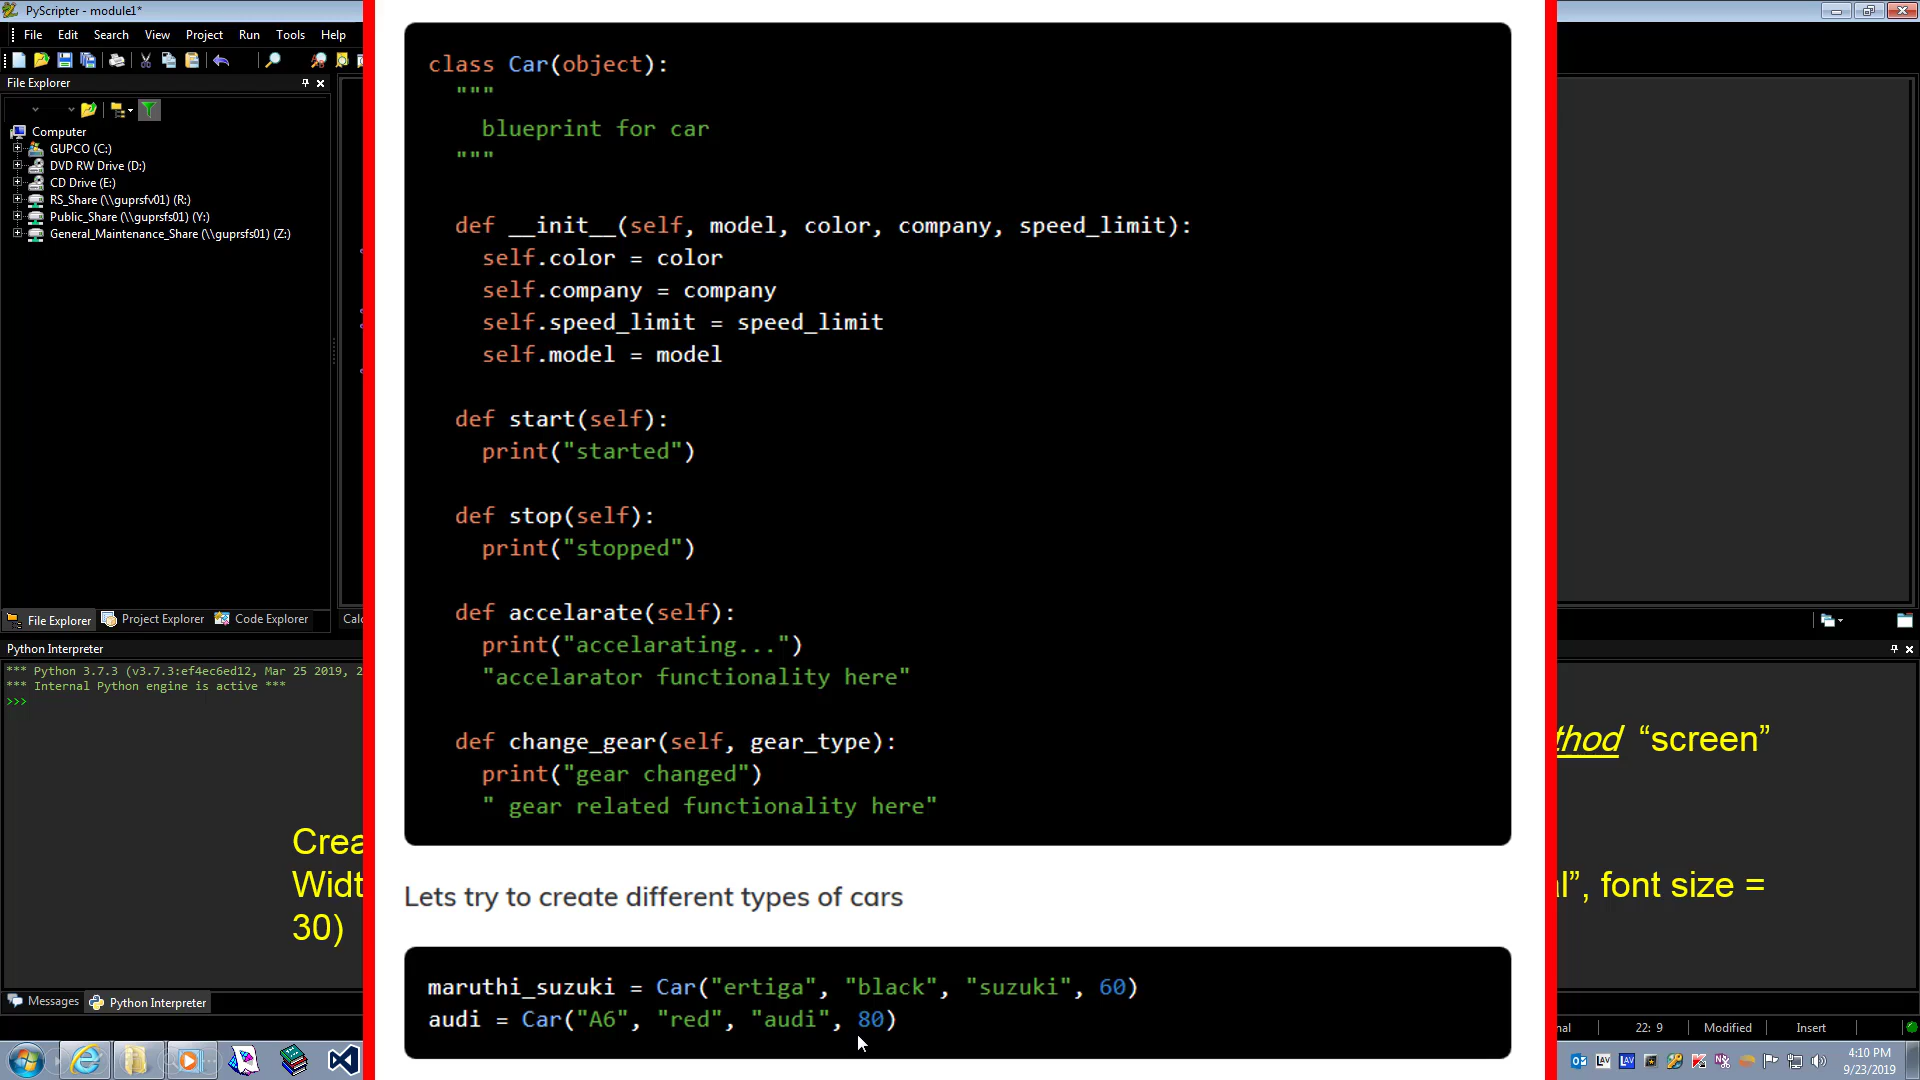 PyScripter - module1*
File Edit Search View Project Run Tools Help
File Explorer
Computer
GUPCO (C:)
DVD RW Drive (D:)
CD Drive (E:)
RS_Share (\\guprsfv01) (R:)
Public_Share (\\guprsfs01) (Y:)
General_Maintenance_Share (\\guprsfs01) (Z:)
File Explorer Project Explorer Code Explorer
Python Interpreter
*** Python 3.7.3 (v3.7.3:ef4ec6ed12, Mar 25 2019, 2
*** Internal Python engine is active ***
>>>
Widt
30)
Messages Python Interpreter
class Car(object):
"""
blueprint for car
"""
def __init__(self, model, color, company, speed_limit):
self.color = color
self.company = company
self.speed_limit = speed_limit
self.model = model
def start(self):
print("started")
def stop(self):
print("stopped")
def accelarate(self):
print("accelarating...")
"accelarator functionality here"
def change_gear(self, gear_type):
print("gear changed")
" gear related functionality here"
Lets try to create different types of cars
maruthi_suzuki = Car("ertiga", "black", "suzuki", 60)
audi = Car("A6", "red", "audi", 80)
thod “screen”
l”, font size =
22: 9 Modified Insert
4:10 PM
9/23/2019